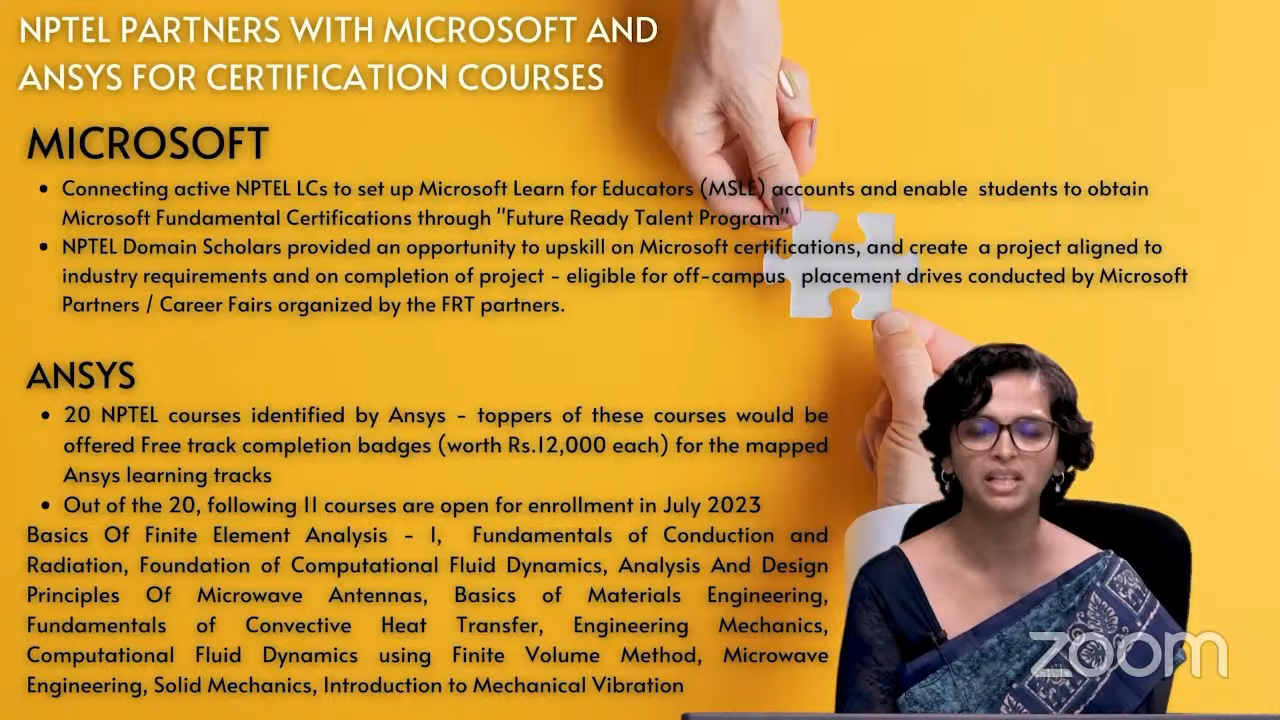 NPTEL PARTNERS WITH MICROSOFT AND
ANSYS FOR CERTIFICATION COURSES
MICROSOFT
• Connecting active NPTEL LCs to set up Microsoft Learn for Educators (MSLE) accounts and enable students to obtain
Microsoft Fundamental Certifications through "Future Ready Talent Program"
• NPTEL Domain Scholars provided an opportunity to upskill on Microsoft certifications, and create a project aligned to
industry requirements and on completion of project - eligible for off-campus placement drives conducted by Microsoft
Partners / Career Fairs organized by the FRT partners.
ANSYS
• 20 NPTEL courses identified by Ansys - toppers of these courses would be
offered Free track completion badges (worth Rs.12,000 each) for the mapped
Ansys learning tracks
• Out of the 20, following 11 courses are open for enrollment in July 2023
Basics Of Finite Element Analysis - I, Fundamentals of Conduction and
Radiation, Foundation of Computational Fluid Dynamics, Analysis And Design
Principles Of Microwave Antennas, Basics of Materials Engineering,
Fundamentals of Convective Heat Transfer, Engineering Mechanics,
Computational Fluid Dynamics using Finite Volume Method, Microwave
Engineering, Solid Mechanics, Introduction to Mechanical Vibration
zoom